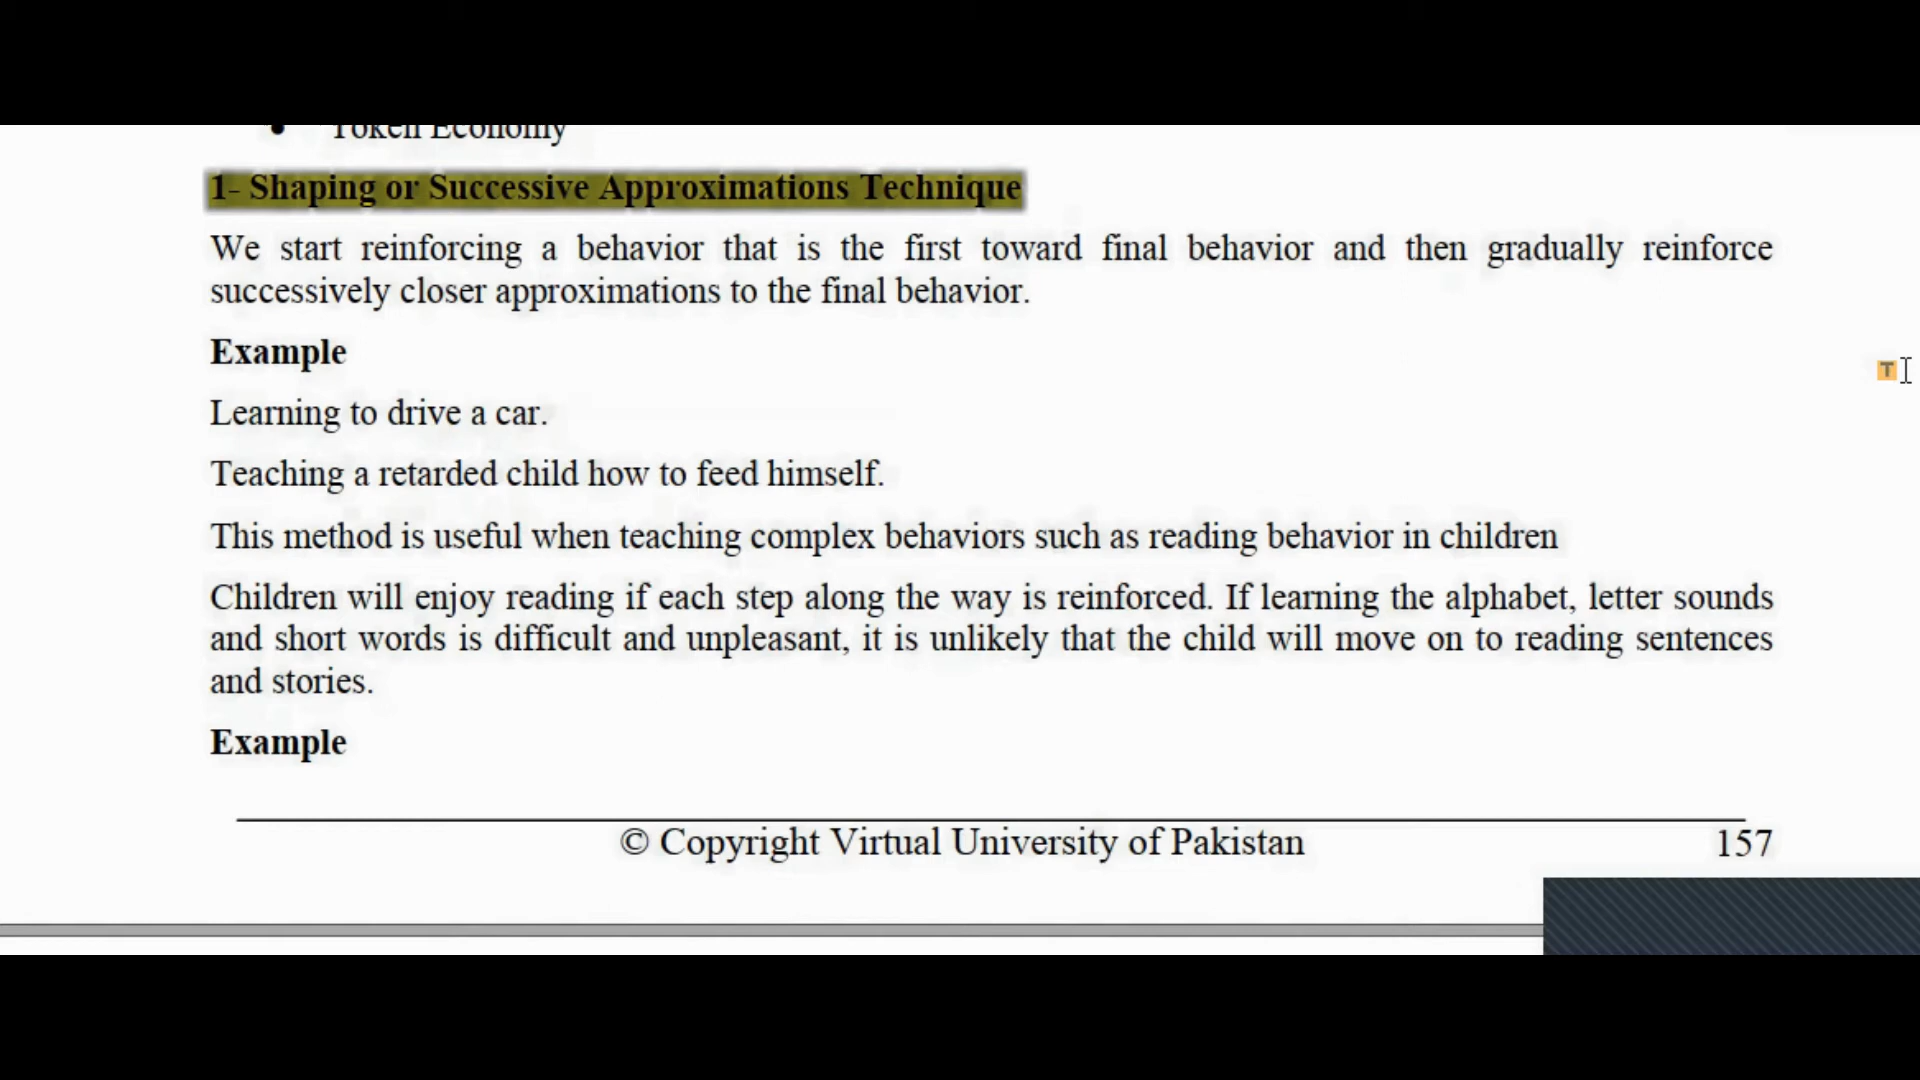 • Token Economy
1- Shaping or Successive Approximations Technique
We start reinforcing a behavior that is the first toward final behavior and then gradually reinforce
successively closer approximations to the final behavior.
Example
T
Learning to drive a car.
Teaching a retarded child how to feed himself.
This method is useful when teaching complex behaviors such as reading behavior in children
Children will enjoy reading if each step along the way is reinforced. If learning the alphabet, letter sounds
and short words is difficult and unpleasant, it is unlikely that the child will move on to reading sentences
and stories.
Example
© Copyright Virtual University of Pakistan 157